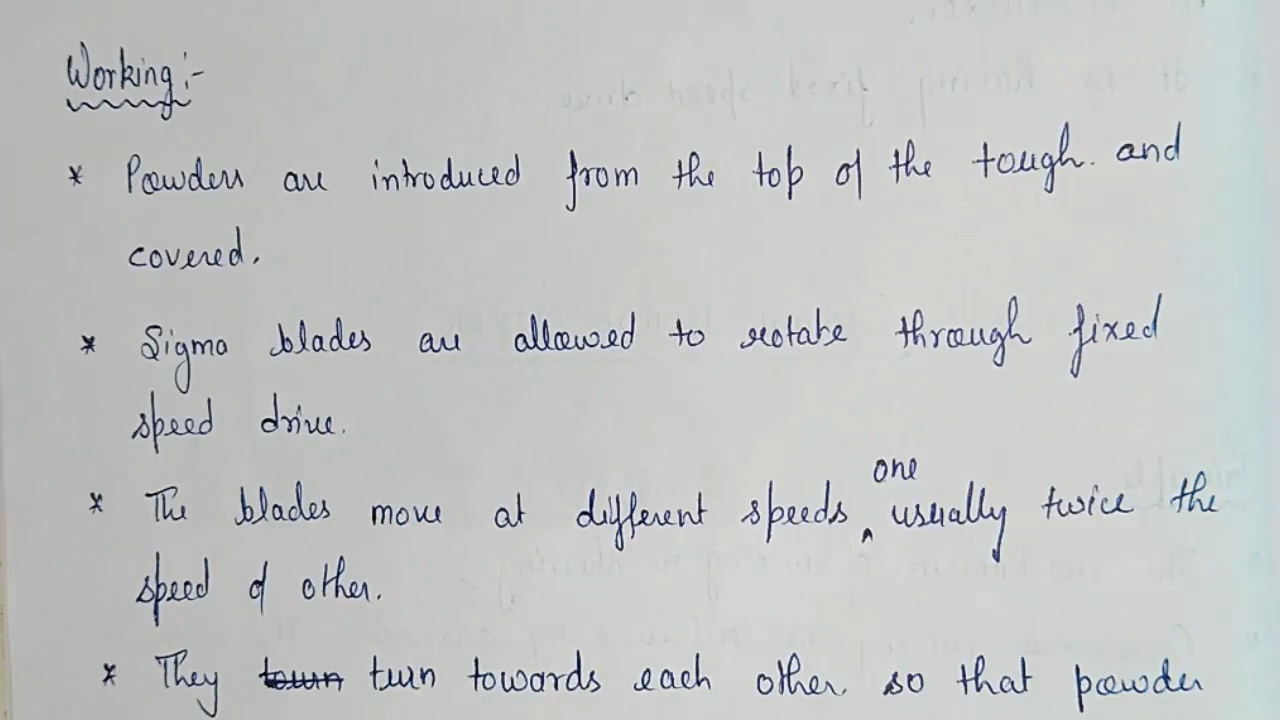 Working:-
* Powders are introduced from the top of the tough. and
covered.
* Sigma blades are allowed to rotate through fixed
speed drive.
* The blades move at different speeds ^ one usually twice the
speed of other.
* They town turn towards each other. so that powder